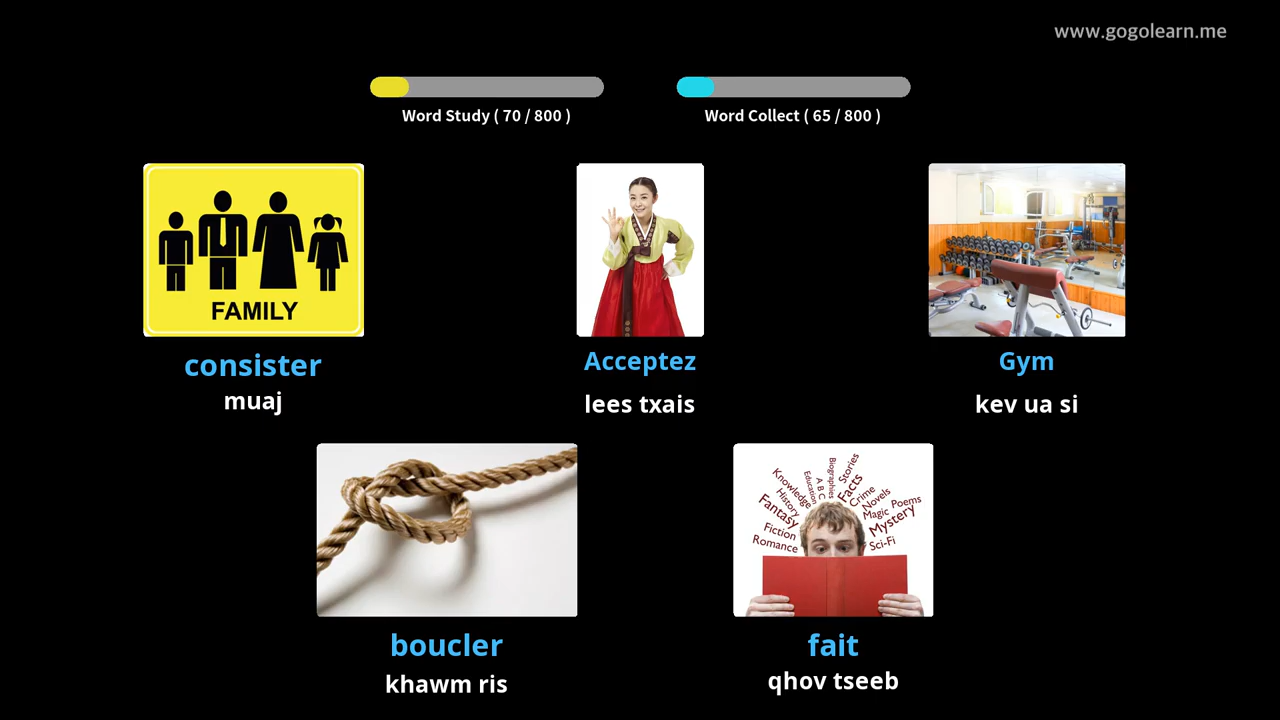 www.gogolearn.me
Word Study ( 70 / 800 )
Word Collect ( 65 / 800 )
FAMILY
consister
muaj
Acceptez
lees txais
Gym
kev ua si
boucler
khawm ris
Stories
Biographies
A B C
Education
Knowledge
History
Fantasy
Fiction
Romance
Facts
Crime
Novels
Magic
Poems
Mystery
Sci-Fi
fait
qhov tseeb